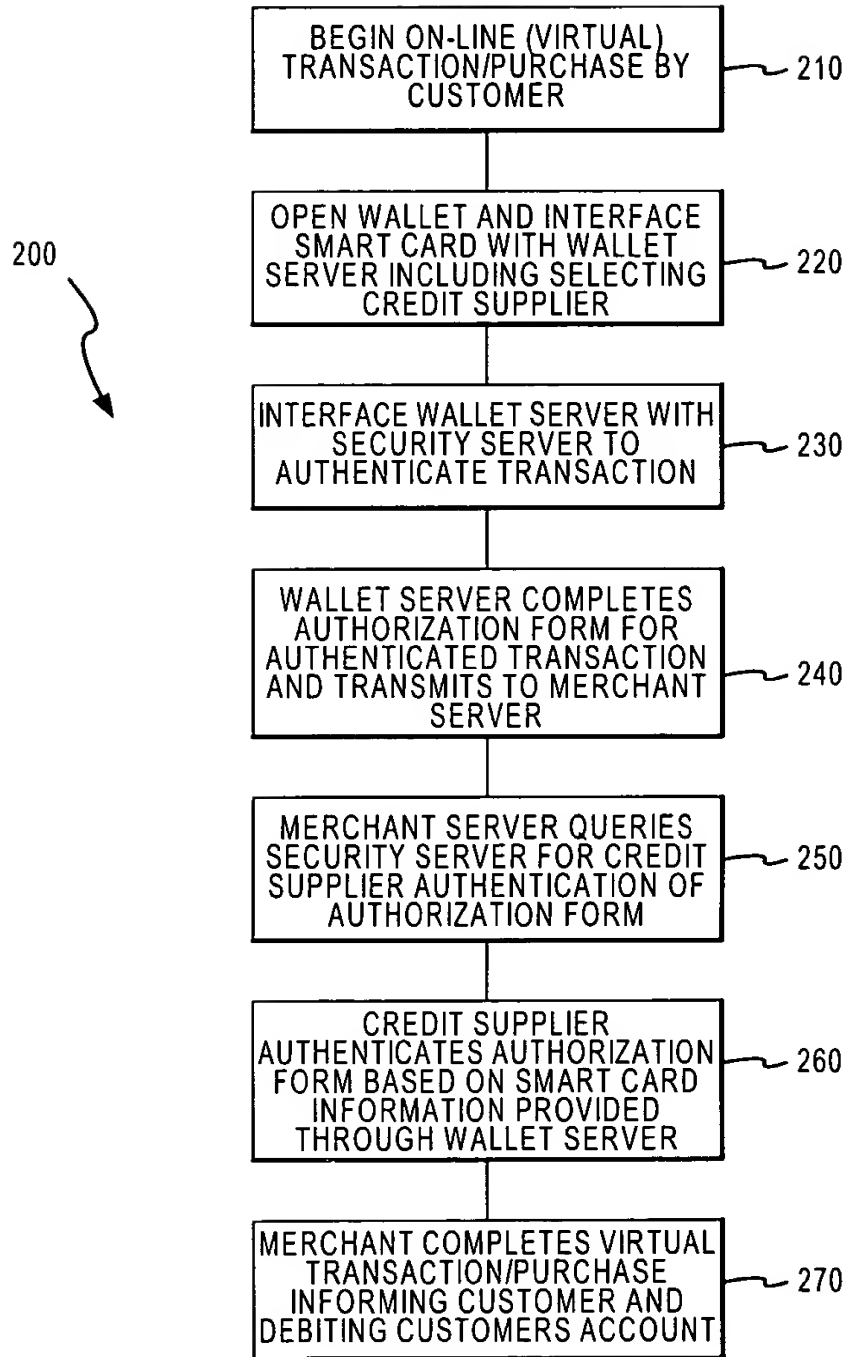 BEGIN ON-LINE (VIRTUAL)
TRANSACTION/PURCHASE BY
CUSTOMER
210
200
OPEN WALLET AND INTERFACE
SMART CARD WITH WALLET
SERVER INCLUDING SELECTING
CREDIT SUPPLIER
220
INTERFACE WALLET SERVER WITH
SECURITY SERVER TO
AUTHENTICATE TRANSACTION
230
WALLET SERVER COMPLETES
AUTHORIZATION FORM FOR
AUTHENTICATED TRANSACTION
AND TRANSMITS TO MERCHANT
SERVER
240
MERCHANT SERVER QUERIES
SECURITY SERVER FOR CREDIT
SUPPLIER AUTHENTICATION OF
AUTHORIZATION FORM
250
CREDIT SUPPLIER
AUTHENTICATES AUTHORIZATION
FORM BASED ON SMART CARD
INFORMATION PROVIDED
THROUGH WALLET SERVER
260
MERCHANT COMPLETES VIRTUAL
TRANSACTION/PURCHASE
INFORMING CUSTOMER AND
DEBITING CUSTOMERS ACCOUNT
270